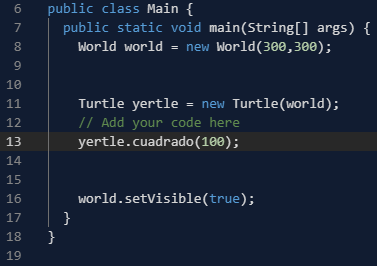 6 public class Main {
7 public static void main(String[] args) {
8 World world = new World(300,300);
9
10
11 Turtle yertle = new Turtle(world);
12 // Add your code here
13 yertle.cuadrado(100);
14
15
16 world.setVisible(true);
17 }
18 }
19